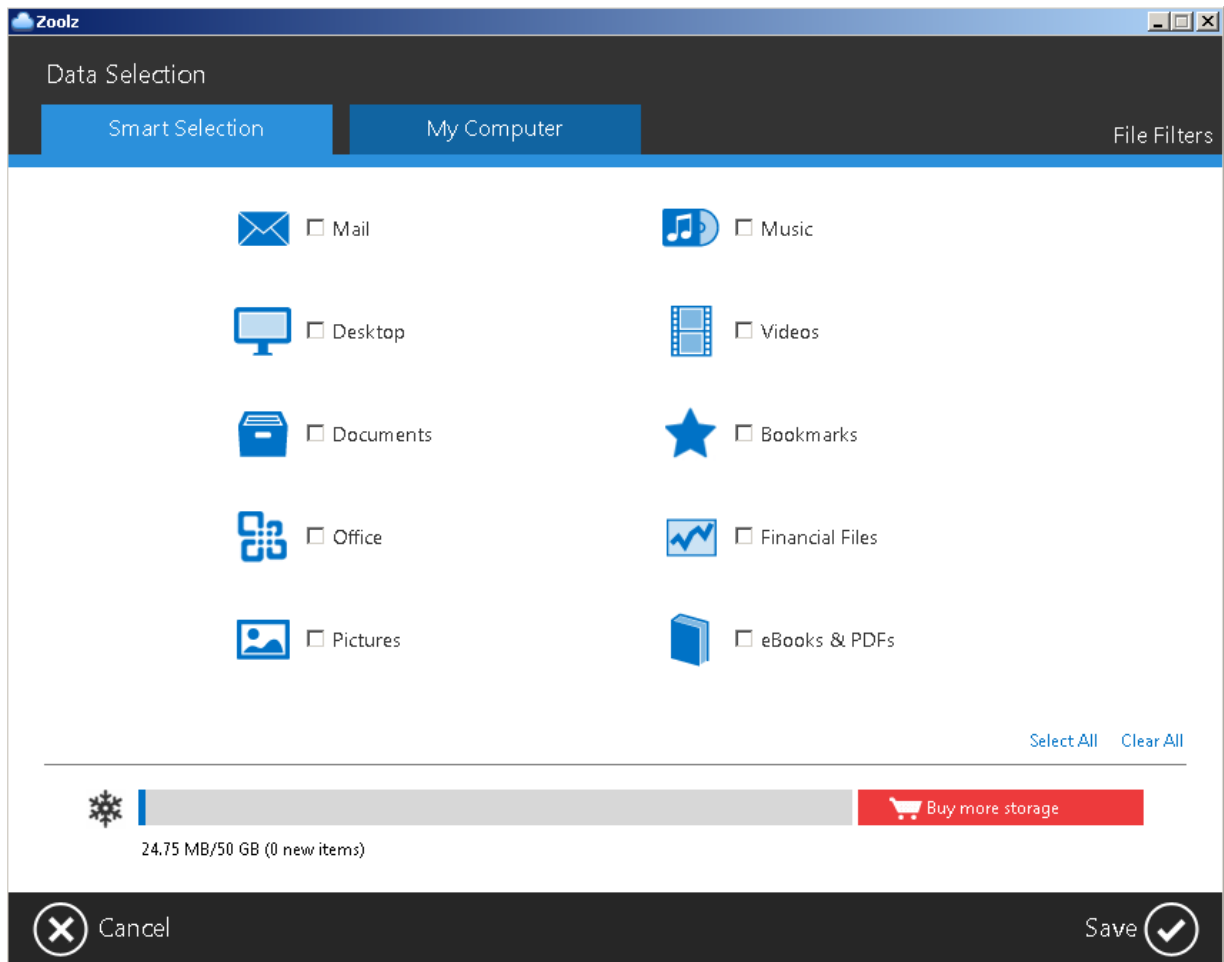 Zoolz
Data Selection
Smart Selection
My Computer
File Filters
Mail
Music
Desktop
Videos
Documents
Bookmarks
Office
Financial Files
Pictures
eBooks & PDFs
Select All
Clear All
Buy more storage
24.75 MB/50 GB (0 new items)
Cancel
Save